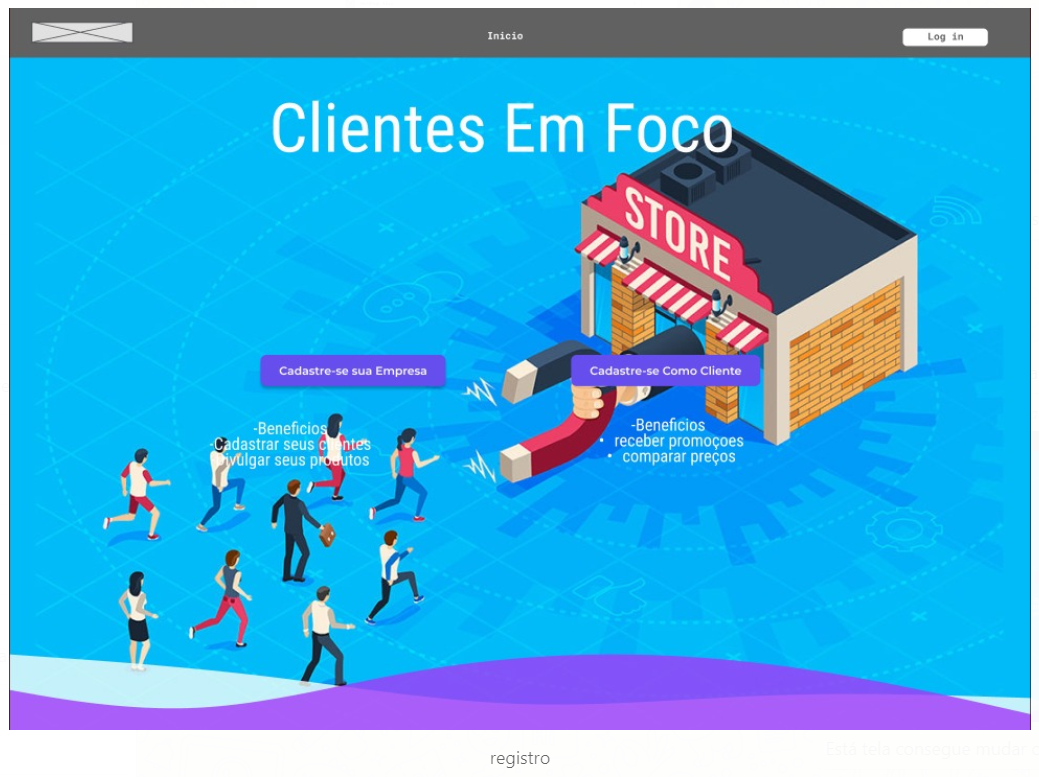 Inicio
Log in
Clientes Em Foco
STORE
Cadastre-se sua Empresa
Cadastre-se Como Cliente
-Beneficios
-Cadastrar seus clientes
-Divulgar seus produtos
-Beneficios
• receber promoçoes
• comparar preços
registro
Esta tela consegue mudar